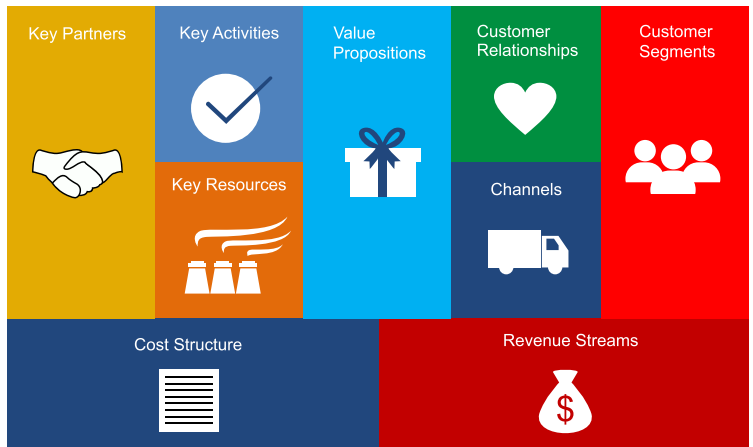 Key Partners
Key Activities
Value
Propositions
Customer
Relationships
Customer
Segments
Key Resources
Channels
Cost Structure
Revenue Streams
$